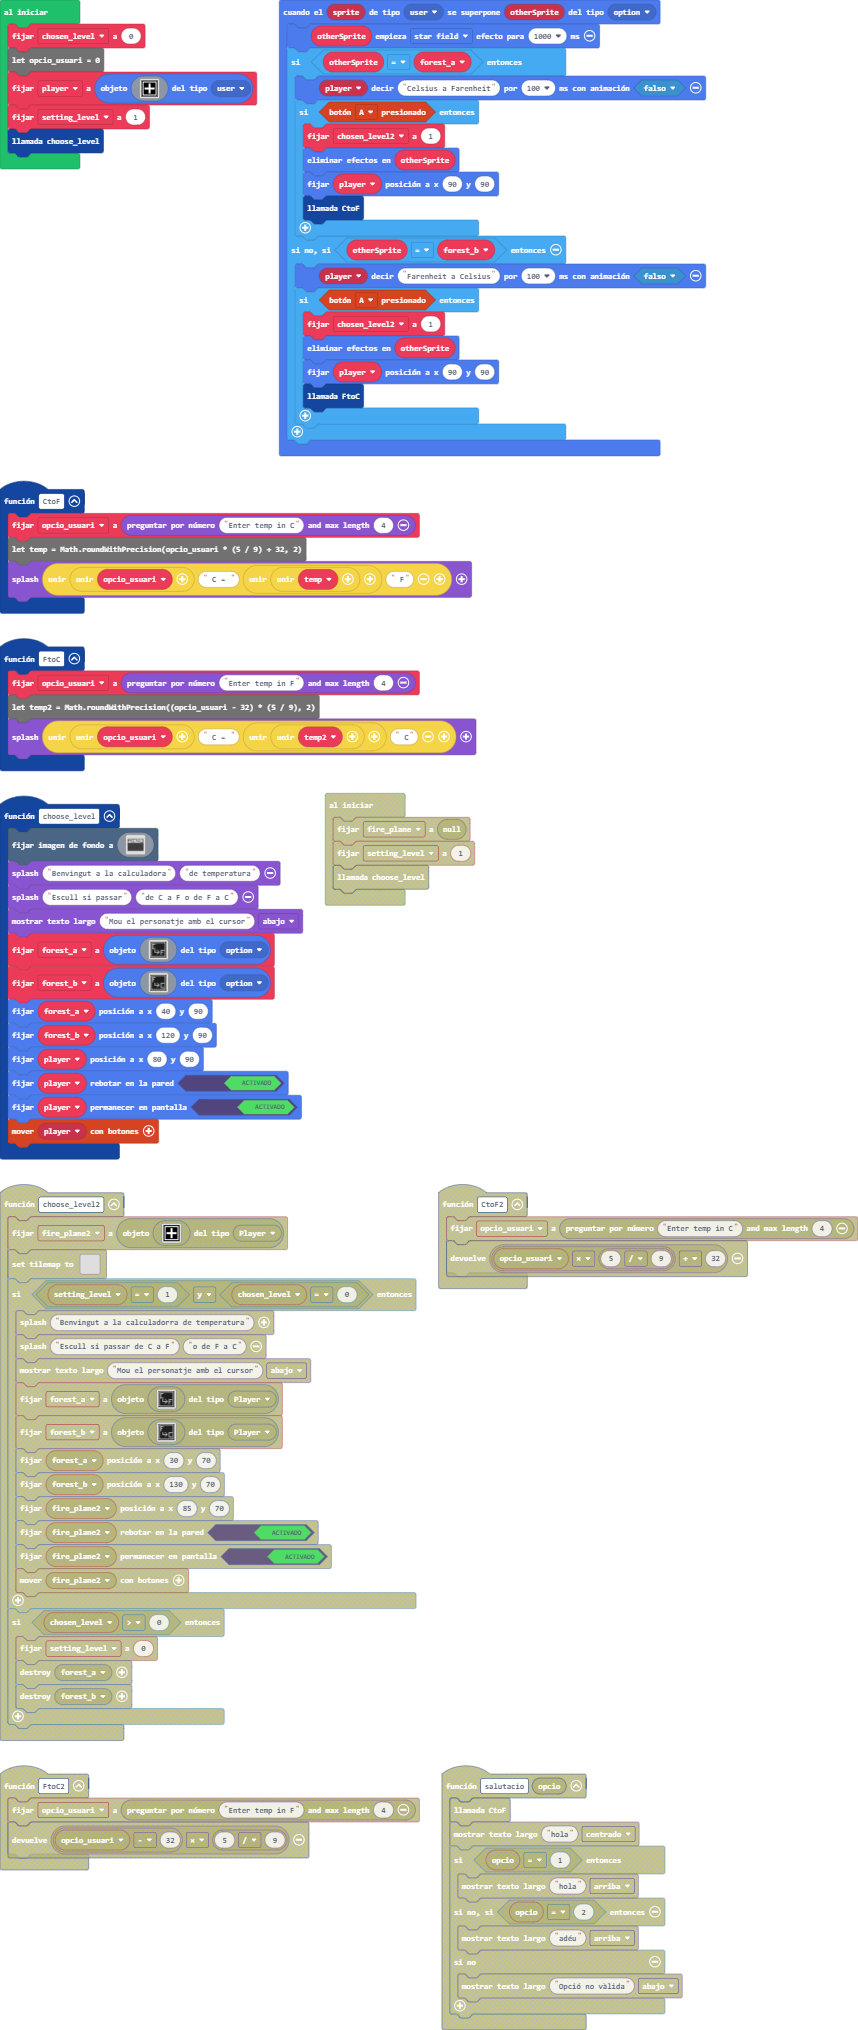 al iniciar
fijar chosen_level a 0
let opcio_usuari = 0
fijar player a objeto del tipo user
fijar setting_level a 1
llamada choose_level
cuando el sprite de tipo user se superpone otherSprite del tipo option
otherSprite empieza star field efecto para 1000 ms
si otherSprite = forest_a entonces
player decir "Celsius a Farenheit" por 100 ms con animación falso
si botón A presionado entonces
fijar chosen_level2 a 1
eliminar efectos en otherSprite
fijar player posición a x 90 y 90
llamada CtoF
si no, si otherSprite = forest_b entonces
player decir "Farenheit a Celsius" por 100 ms con animación falso
si botón A presionado entonces
fijar chosen_level2 a 1
eliminar efectos en otherSprite
fijar player posición a x 90 y 90
llamada FtoC
función CtoF
fijar opcio_usuari a preguntar por número "Enter temp in C" and max length 4
let temp = Math.roundWithPrecision(opcio_usuari * (5 / 9) + 32, 2)
splash unir unir opcio_usuari " C = " unir unir temp " F"
función FtoC
fijar opcio_usuari a preguntar por número "Enter temp in F" and max length 4
let temp2 = Math.roundWithPrecision((opcio_usuari - 32) * (5 / 9), 2)
splash unir unir opcio_usuari " C = " unir unir temp2 " C"
función choose_level
fijar imagen de fondo a
splash "Benvingut a la calculadora" "de temperatura"
splash "Escull si passar" "de C a F o de F a C"
mostrar texto largo "Mou el personatje amb el cursor" abajo
fijar forest_a a objeto del tipo option
fijar forest_b a objeto del tipo option
fijar forest_a posición a x 40 y 90
fijar forest_b posición a x 120 y 90
fijar player posición a x 80 y 90
fijar player rebotar en la pared ACTIVADO
fijar player permanecer en pantalla ACTIVADO
mover player con botones
al iniciar
fijar fire_plane a null
fijar setting_level a 1
llamada choose_level
función choose_level2
fijar fire_plane2 a objeto del tipo Player
set tilemap to
si setting_level = 1 y chosen_level = 0 entonces
splash "Benvingut a la calculadorra de temperatura"
splash "Escull si passar de C a F" "o de F a C"
mostrar texto largo "Mou el personatje amb el cursor" abajo
fijar forest_a a objeto del tipo Player
fijar forest_b a objeto del tipo Player
fijar forest_a posición a x 30 y 70
fijar forest_b posición a x 130 y 70
fijar fire_plane2 posición a x 85 y 70
fijar fire_plane2 rebotar en la pared ACTIVADO
fijar fire_plane2 permanecer en pantalla ACTIVADO
mover fire_plane2 con botones
si chosen_level > 0 entonces
fijar setting_level a 0
destroy forest_a
destroy forest_b
función CtoF2
fijar opcio_usuari a preguntar por número "Enter temp in C" and max length 4
devuelve opcio_usuari × 5 / 9 + 32
función FtoC2
fijar opcio_usuari a preguntar por número "Enter temp in F" and max length 4
devuelve opcio_usuari - 32 × 5 / 9
función salutacio opcio
llamada CtoF
mostrar texto largo "hola" centrado
si opcio = 1 entonces
mostrar texto largo "hola" arriba
si no, si opcio = 2 entonces
mostrar texto largo "adéu" arriba
si no
mostrar texto largo "Opció no vàlida" abajo